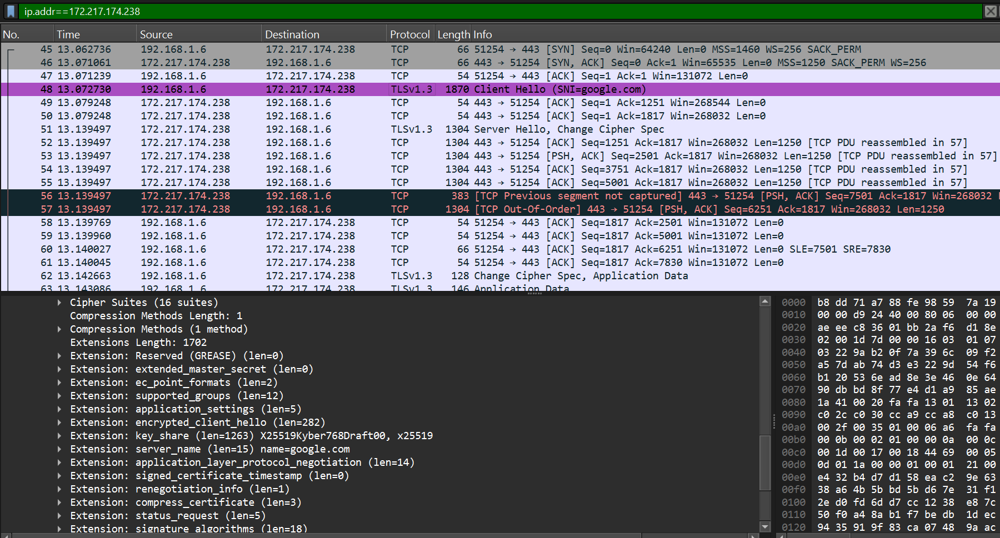 ip.addr==172.217.174.238
No. Time Source Destination Protocol Length Info
45 13.062736 192.168.1.6 172.217.174.238 TCP 66 51254 → 443 [SYN] Seq=0 Win=64240 Len=0 MSS=1460 WS=256 SACK_PERM
46 13.071061 172.217.174.238 192.168.1.6 TCP 66 443 → 51254 [SYN, ACK] Seq=0 Ack=1 Win=65535 Len=0 MSS=1250 SACK_PERM WS=256
47 13.071239 192.168.1.6 172.217.174.238 TCP 54 51254 → 443 [ACK] Seq=1 Ack=1 Win=131072 Len=0
48 13.072730 192.168.1.6 172.217.174.238 TLSv1.3 1870 Client Hello (SNI=google.com)
49 13.079248 172.217.174.238 192.168.1.6 TCP 54 443 → 51254 [ACK] Seq=1 Ack=1251 Win=268544 Len=0
50 13.079248 172.217.174.238 192.168.1.6 TCP 54 443 → 51254 [ACK] Seq=1 Ack=1817 Win=268032 Len=0
51 13.139497 172.217.174.238 192.168.1.6 TLSv1.3 1304 Server Hello, Change Cipher Spec
52 13.139497 172.217.174.238 192.168.1.6 TCP 1304 443 → 51254 [ACK] Seq=1251 Ack=1817 Win=268032 Len=1250 [TCP PDU reassembled in 57]
53 13.139497 172.217.174.238 192.168.1.6 TCP 1304 443 → 51254 [PSH, ACK] Seq=2501 Ack=1817 Win=268032 Len=1250 [TCP PDU reassembled in 57]
54 13.139497 172.217.174.238 192.168.1.6 TCP 1304 443 → 51254 [ACK] Seq=3751 Ack=1817 Win=268032 Len=1250 [TCP PDU reassembled in 57]
55 13.139497 172.217.174.238 192.168.1.6 TCP 1304 443 → 51254 [ACK] Seq=5001 Ack=1817 Win=268032 Len=1250 [TCP PDU reassembled in 57]
56 13.139497 172.217.174.238 192.168.1.6 TCP 383 [TCP Previous segment not captured] 443 → 51254 [PSH, ACK] Seq=7501 Ack=1817 Win=268032
57 13.139497 172.217.174.238 192.168.1.6 TCP 1304 [TCP Out-Of-Order] 443 → 51254 [PSH, ACK] Seq=6251 Ack=1817 Win=268032 Len=1250
58 13.139769 192.168.1.6 172.217.174.238 TCP 54 51254 → 443 [ACK] Seq=1817 Ack=2501 Win=131072 Len=0
59 13.139960 192.168.1.6 172.217.174.238 TCP 54 51254 → 443 [ACK] Seq=1817 Ack=5001 Win=131072 Len=0
60 13.140027 192.168.1.6 172.217.174.238 TCP 66 51254 → 443 [ACK] Seq=1817 Ack=6251 Win=131072 Len=0 SLE=7501 SRE=7830
61 13.140045 192.168.1.6 172.217.174.238 TCP 54 51254 → 443 [ACK] Seq=1817 Ack=7830 Win=131072 Len=0
62 13.142663 192.168.1.6 172.217.174.238 TLSv1.3 128 Change Cipher Spec, Application Data
63 13.143086 192.168.1.6 172.217.174.238 TLSv1.3 146 Application Data
Cipher Suites (16 suites)
Compression Methods Length: 1
Compression Methods (1 method)
Extensions Length: 1702
Extension: Reserved (GREASE) (len=0)
Extension: extended_master_secret (len=0)
Extension: ec_point_formats (len=2)
Extension: supported_groups (len=12)
Extension: application_settings (len=5)
Extension: encrypted_client_hello (len=282)
Extension: key_share (len=1263) X25519Kyber768Draft00, x25519
Extension: server_name (len=15) name=google.com
Extension: application_layer_protocol_negotiation (len=14)
Extension: signed_certificate_timestamp (len=0)
Extension: renegotiation_info (len=1)
Extension: compress_certificate (len=3)
Extension: status_request (len=5)
Extension: signature_algorithms (len=18)
0000 b8 dd 71 a7 88 fe 98 59 7a 19
0010 00 00 d9 24 40 00 80 06 00 00
0020 ae ee c8 36 01 bb 2a f6 d1 8e
0030 02 00 1d 7d 00 00 16 03 01 07
0040 03 22 9a b2 0f 7a 39 6c 09 f2
0050 a5 7d ab 74 d3 e3 22 9d 54 f6
0060 b1 20 53 6e ad 8e 3e 46 0e 64
0070 90 db bd 8f 77 e4 d1 a9 85 ae
0080 1a 41 00 20 fa fa 13 01 13 02
0090 c0 2c c0 30 cc a9 cc a8 c0 13
00a0 00 2f 00 35 01 00 06 a6 fa fa
00b0 00 0b 00 02 01 00 00 0a 00 0c
00c0 00 1d 00 17 00 18 44 69 00 05
00d0 0d 01 1a 00 00 01 00 01 21 00
00e0 e4 32 b4 d7 d1 58 ea c2 9e 63
00f0 38 a6 4b 5b bd 5b d6 7e 31 f1
0100 2e d0 fd 6d d7 cc 12 38 e8 7c
0110 50 f0 a4 8a b1 f7 be db 1d ec
0120 94 35 91 9f 83 ca 07 48 9a ac